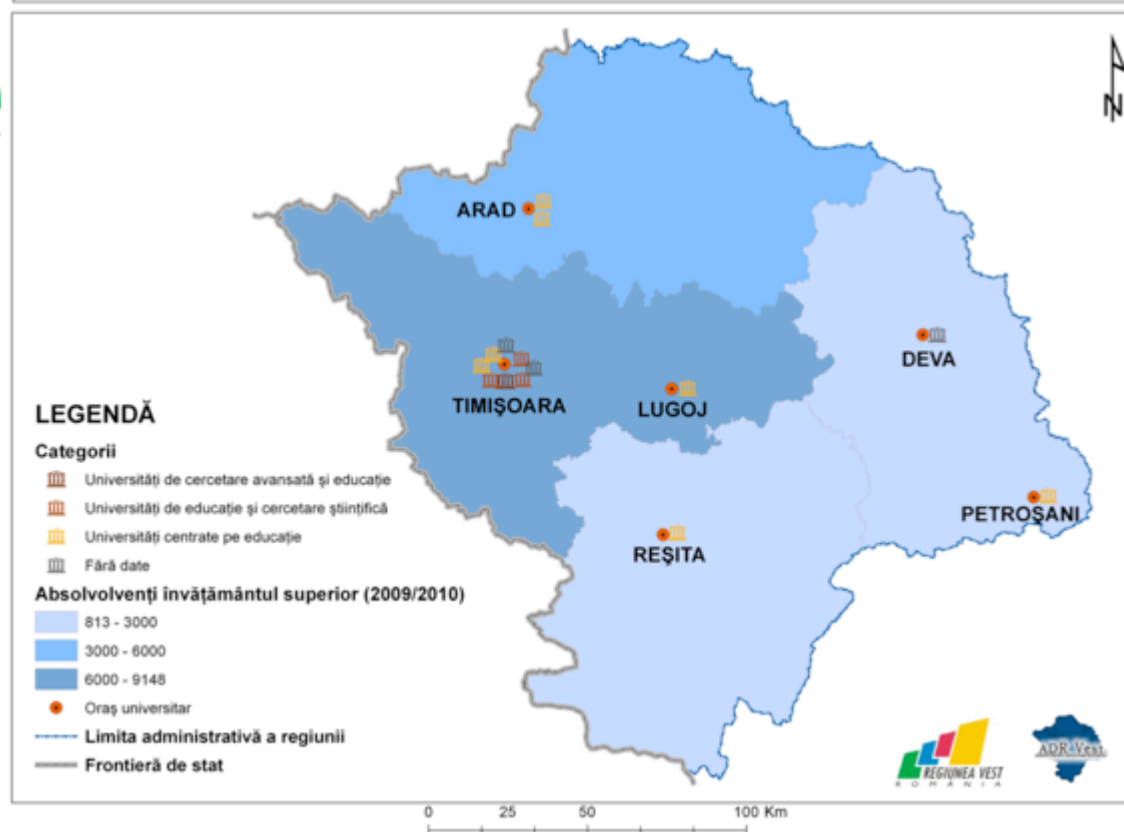 N
ARAD
DEVA
TIMIŞOARA
LUGOJ
PETROŞANI
REŞITA
LEGENDĂ
Categorii
Universități de cercetare avansată și educație
Universități de educație și cercetare științifică
Universități centrate pe educație
Fără date
Absolvolvenți învățământul superior (2009/2010)
813 - 3000
3000 - 6000
6000 - 9148
Oraş universitar
Limita administrativă a regiunii
Frontieră de stat
REGIUNEA VEST
ROMÂNIA
ADR Vest
0 25 50 100 Km